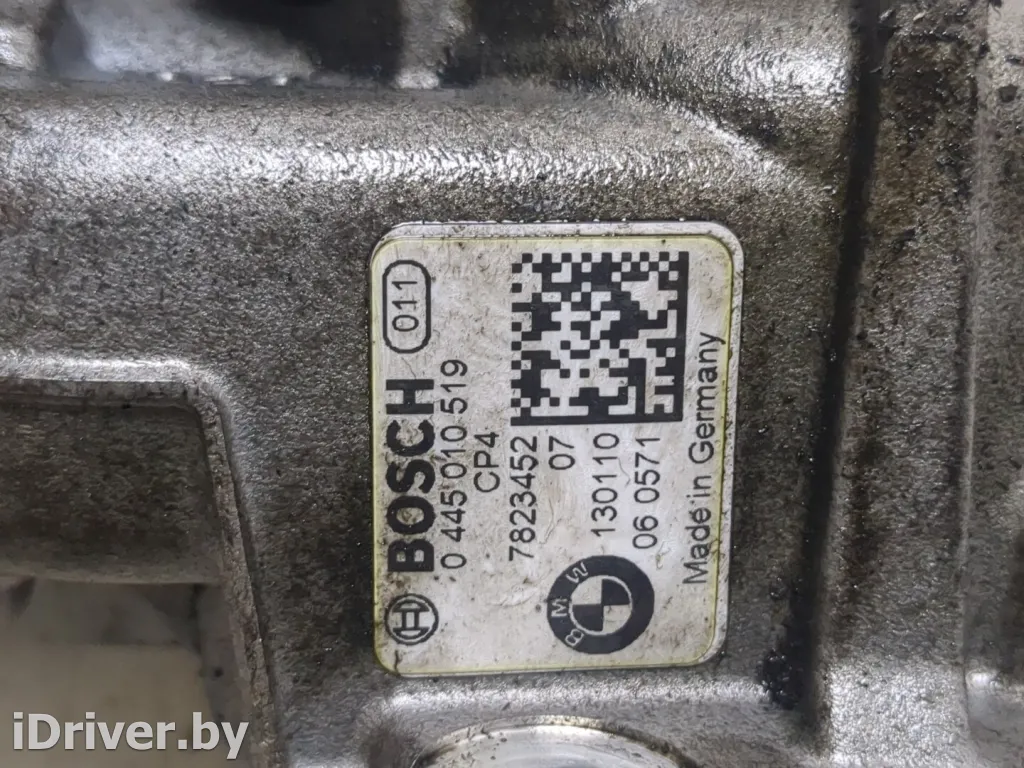 BOSCH 011
0 445 010 519
CP4
7823452
07
130110
06 0571
BMW
Made in Germany
iDriver.by